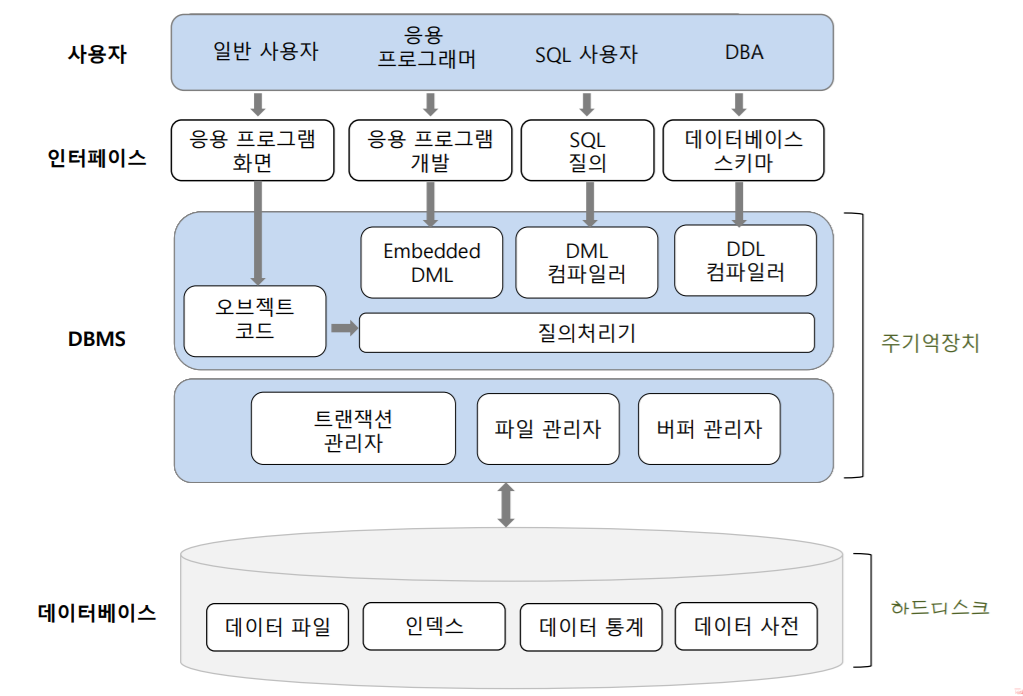 사용자
일반 사용자
응용
프로그래머
SQL 사용자
DBA
인터페이스
응용 프로그램
화면
응용 프로그램
개발
SQL
질의
데이터베이스
스키마
DBMS
Embedded
DML
DML
컴파일러
DDL
컴파일러
오브젝트
코드
질의처리기
주기억장치
트랜잭션
관리자
파일 관리자
버퍼 관리자
데이터베이스
데이터 파일
인덱스
데이터 통계
데이터 사전
하드디스크